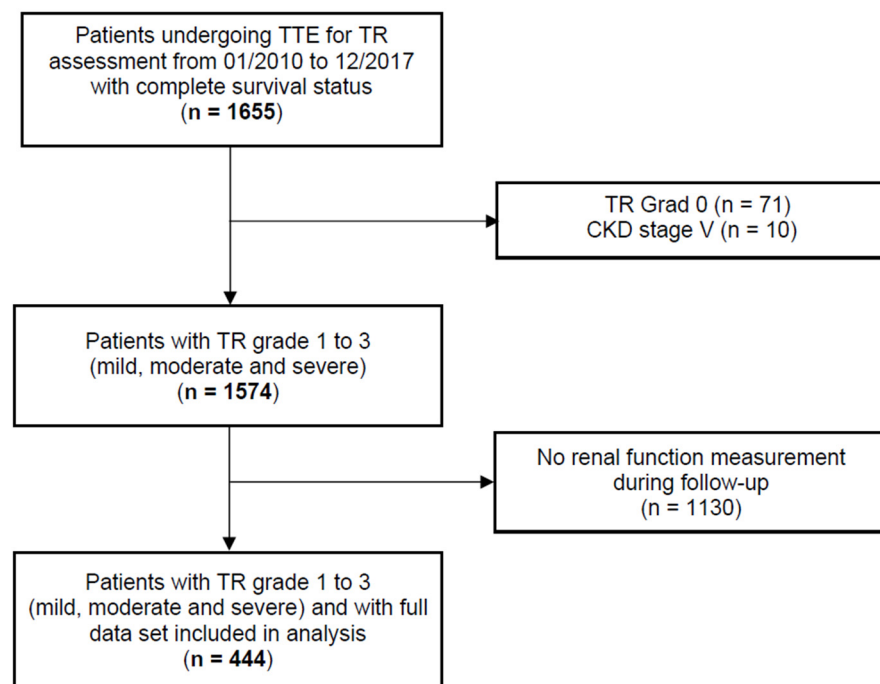 Patients undergoing TTE for TR
assessment from 01/2010 to 12/2017
with complete survival status
(n = 1655)
TR Grad 0 (n = 71)
CKD stage V (n = 10)
Patients with TR grade 1 to 3
(mild, moderate and severe)
(n = 1574)
No renal function measurement
during follow-up
(n = 1130)
Patients with TR grade 1 to 3
(mild, moderate and severe) and with full
data set included in analysis
(n = 444)